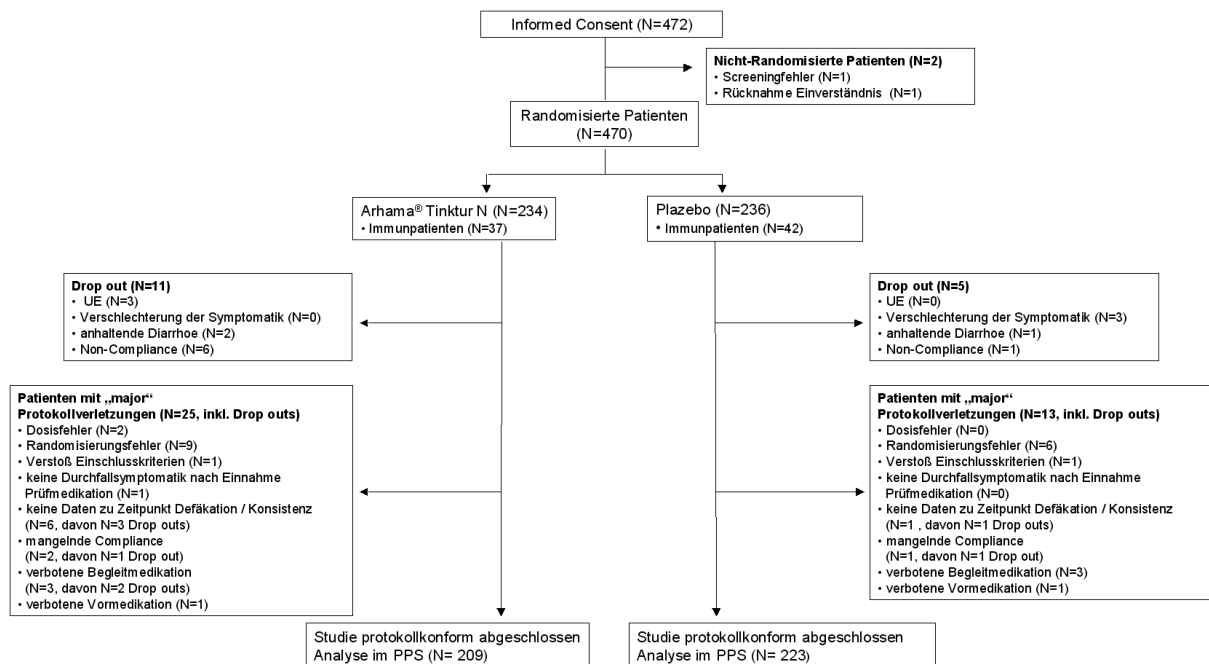 Informed Consent (N=472)
Nicht-Randomisierte Patienten (N=2)
• Screeningfehler (N=1)
• Rücknahme Einverständnis (N=1)
Randomisierte Patienten
(N=470)
Arhama® Tinktur N (N=234)
• Immunpatienten (N=37)
Plazebo (N=236)
• Immunpatienten (N=42)
Drop out (N=11)
• UE (N=3)
• Verschlechterung der Symptomatik (N=0)
• anhaltende Diarrhoe (N=2)
• Non-Compliance (N=6)
Drop out (N=5)
• UE (N=0)
• Verschlechterung der Symptomatik (N=3)
• anhaltende Diarrhoe (N=1)
• Non-Compliance (N=1)
Patienten mit „major“
Protokollverletzungen (N=25, inkl. Drop outs)
• Dosisfehler (N=2)
• Randomisierungsfehler (N=9)
• Verstoß Einschlusskriterien (N=1)
• keine Durchfallsymptomatik nach Einnahme
Prüfmedikation (N=1)
• keine Daten zu Zeitpunkt Defäkation / Konsistenz
(N=6, davon N=3 Drop outs)
• mangelnde Compliance
(N=2, davon N=1 Drop out)
• verbotene Begleitmedikation
(N=3, davon N=2 Drop outs)
• verbotene Vormedikation (N=1)
Patienten mit „major“
Protokollverletzungen (N=13, inkl. Drop outs)
• Dosisfehler (N=0)
• Randomisierungsfehler (N=6)
• Verstoß Einschlusskriterien (N=1)
• keine Durchfallsymptomatik nach Einnahme
Prüfmedikation (N=0)
• keine Daten zu Zeitpunkt Defäkation / Konsistenz
(N=1 , davon N=1 Drop outs)
• mangelnde Compliance
(N=1, davon N=1 Drop out)
• verbotene Begleitmedikation (N=3)
• verbotene Vormedikation (N=1)
Studie protokollkonform abgeschlossen
Analyse im PPS (N= 209)
Studie protokollkonform abgeschlossen
Analyse im PPS (N= 223)